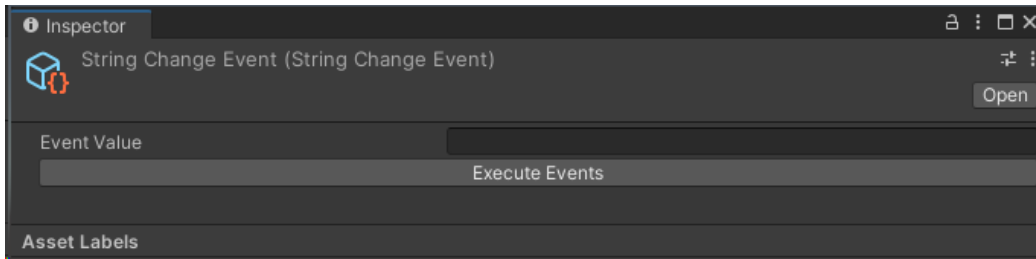 Inspector
String Change Event (String Change Event)
Open
Event Value
Execute Events
Asset Labels